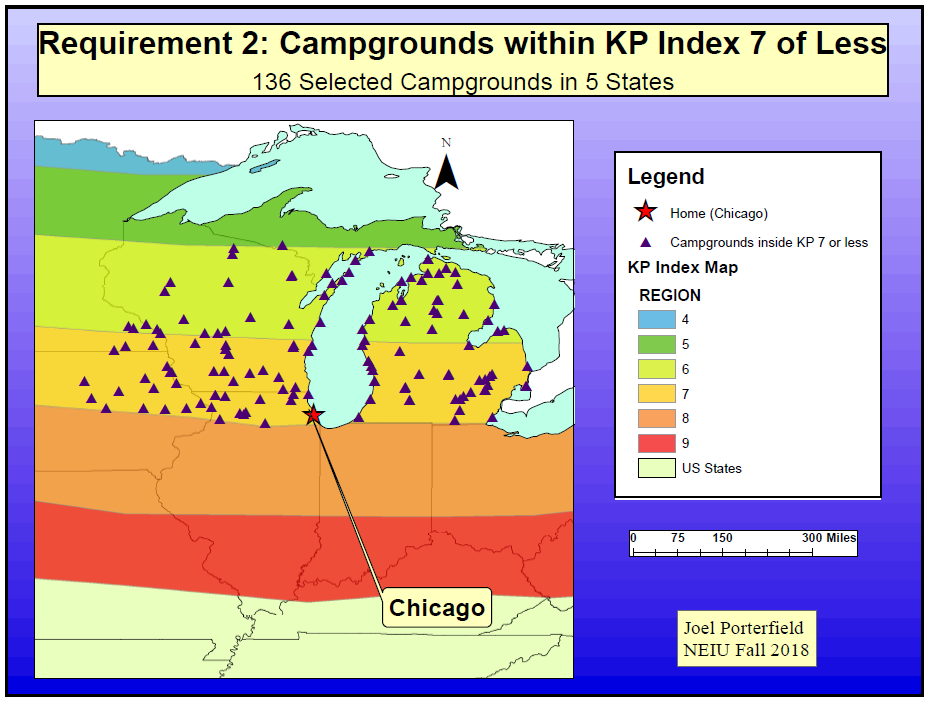 Requirement 2: Campgrounds within KP Index 7 of Less
136 Selected Campgrounds in 5 States
N
Legend
Home (Chicago)
Campgrounds inside KP 7 or less
KP Index Map
REGION
4
5
6
7
8
9
US States
0 75 150 300 Miles
Chicago
Joel Porterfield
NEIU Fall 2018